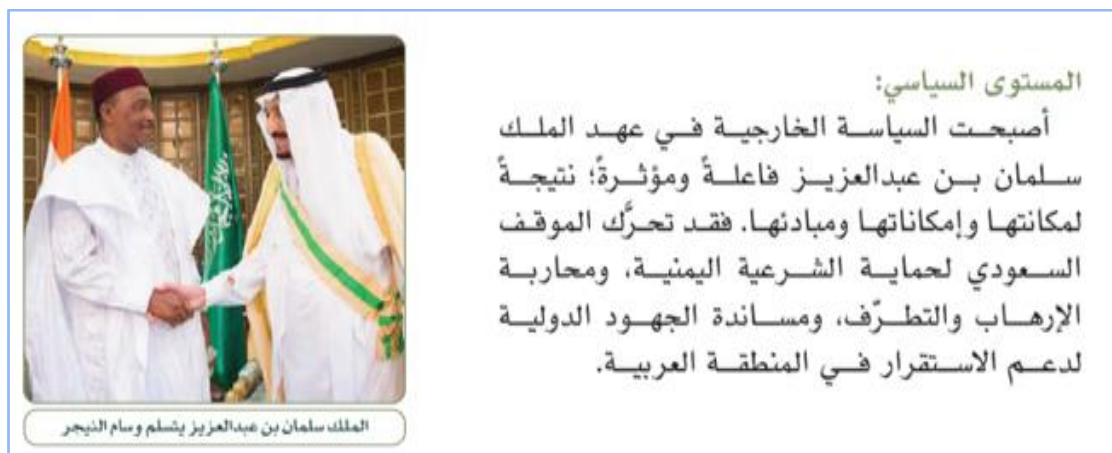 المستوى السياسي:
أصبحت السياسة الخارجية في عهد الملك
سلمان بن عبدالعزيز فاعلةً ومؤثرةً؛ نتيجةً
لمكانتها وإمكاناتها ومبادئها. فقد تحرَّك الموقف
السعودي لحماية الشرعية اليمنية، ومحاربة
الإرهاب والتطرّف، ومساندة الجهود الدولية
لدعم الاستقرار في المنطقة العربية.
الملك سلمان بن عبدالعزيز يتسلم وسام النيجر